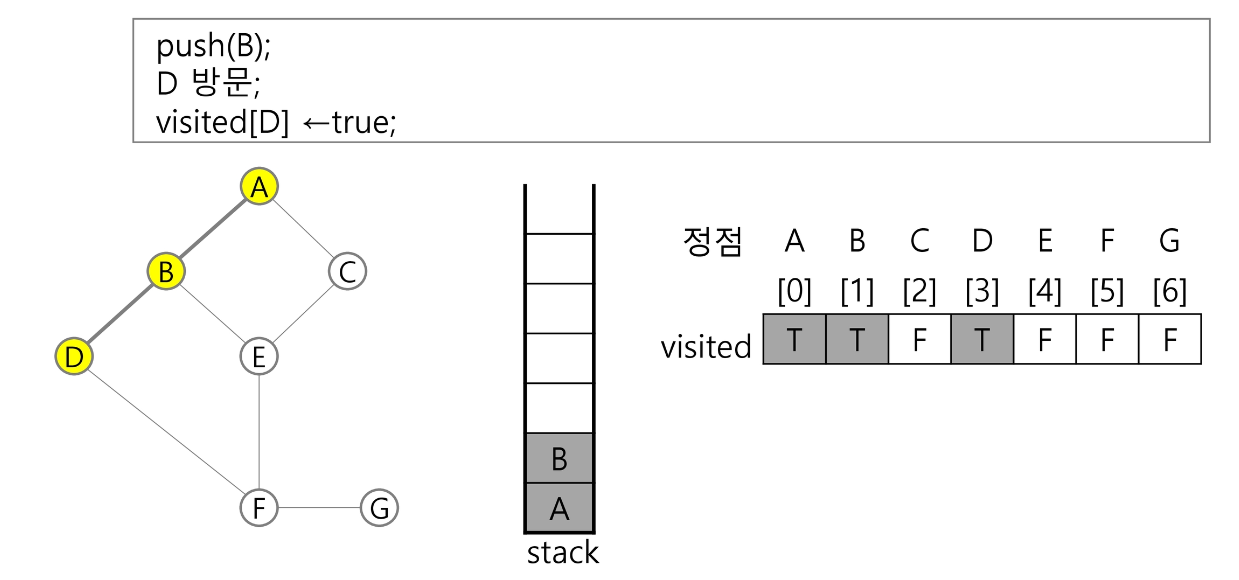 push(B);
D 방문;
visited[D] ←true;
A
B
C
D
E
F
G
B
A
stack
정점 A B C D E F G
[0] [1] [2] [3] [4] [5] [6]
visited T T F T F F F